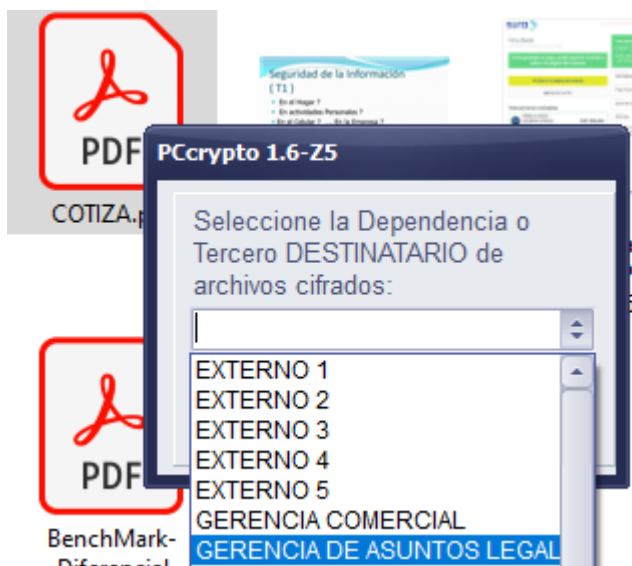 sura
Seguridad de la Información
( T1 )
En el Hogar ?
En actividades Personales ?
En el Celular ? .... En la Empresa ?
PDF
PCcrypto 1.6-Z5
COTIZA.p
Seleccione la Dependencia o
Tercero DESTINATARIO de
archivos cifrados:
EXTERNO 1
EXTERNO 2
EXTERNO 3
EXTERNO 4
EXTERNO 5
GERENCIA COMERCIAL
GERENCIA DE ASUNTOS LEGAL
PDF
BenchMark-
Diferencial